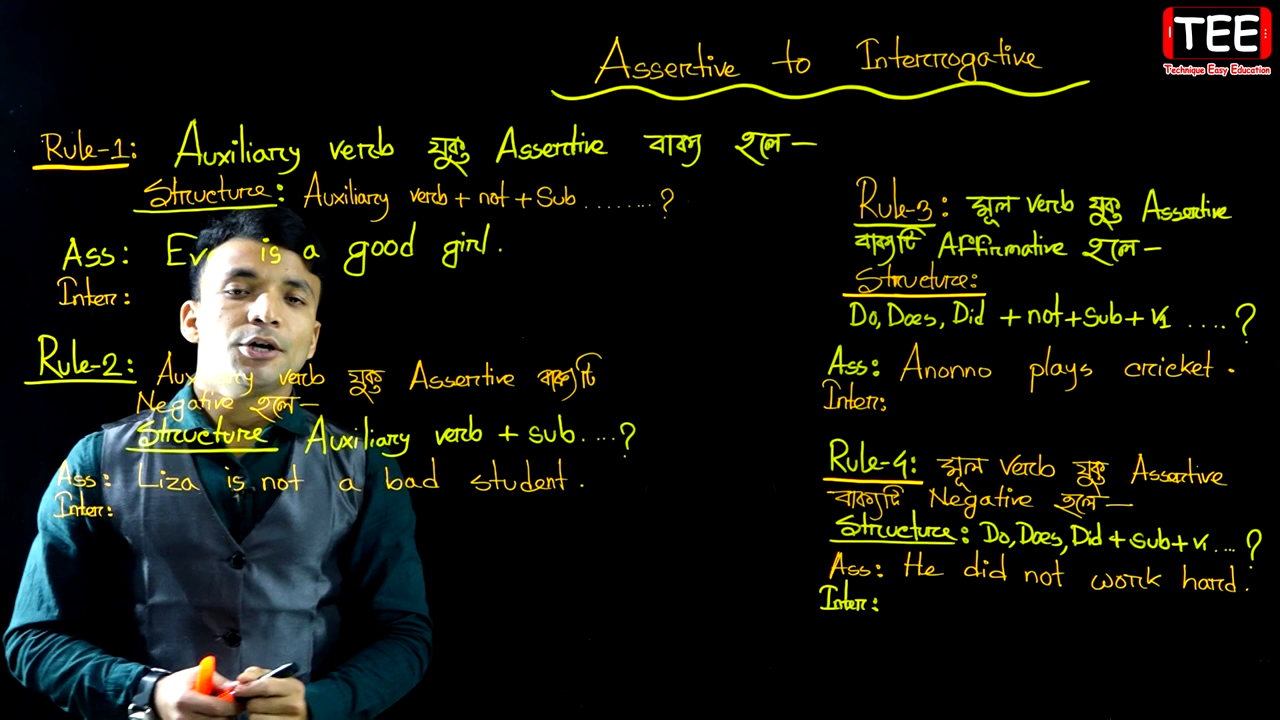 TEE
Technique Easy Education
Assertive to Interrogative
Rule-1: Auxiliary verb যুক্ত Assertive বাক্য হলে—
Structure: Auxiliary verb + not + Sub ........ ?
Ass: is a good girl.
Inter:
Rule-2: Auxiliary verb যুক্ত Assertive বাক্যটি
Negative হলে—
Structure Auxiliary verb + sub....?
Ass: Liza is not a bad student.
Inter:
Rule-3: মূল verb যুক্ত Assertive
বাক্যটি Affirmative হলে—
Structure:
Do, Does, Did + not + Sub + V1 ....?
Ass: Anonno plays cricket.
Inter:
Rule-4: মূল verb যুক্ত Assertive
বাক্যটি Negative হলে—
Structure: Do, Does, Did + sub + V1 ....?
Ass: He did not work hard.
Inter: